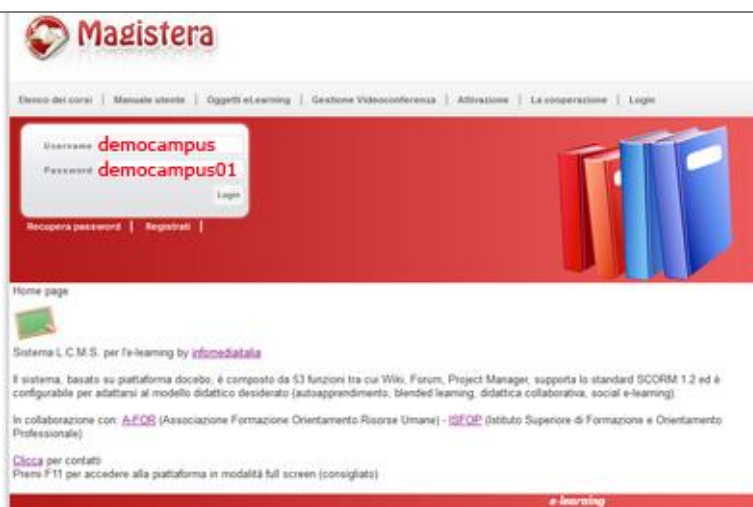 Magistera
Elenco dei corsi | Manuale utente | Oggetti eLearning | Gestione Videoconferenza | Attivazione | La cooperazione | Login
Username democampus
Password democampus01
Login
Recupera password | Registrati |
Home page
Sistema L.C.M.S. per l'e-learning by infomediaitalia
Il sistema, basato su piattaforma docebo, è composto da 53 funzioni tra cui Wiki, Forum, Project Manager, supporta lo standard SCORM 1.2 ed è
configurabile per adattarsi al modello didattico desiderato (autoapprendimento, blended learning, didattica collaborativa, social e-learning).
In collaborazione con: A-FOR (Associazione Formazione Orientamento Risorse Umane) - ISFOP (Istituto Superiore di Formazione e Orientamento
Professionale)
Clicca per contatti
Premi F11 per accedere alla piattaforma in modalità full screen (consigliato)
e-learning